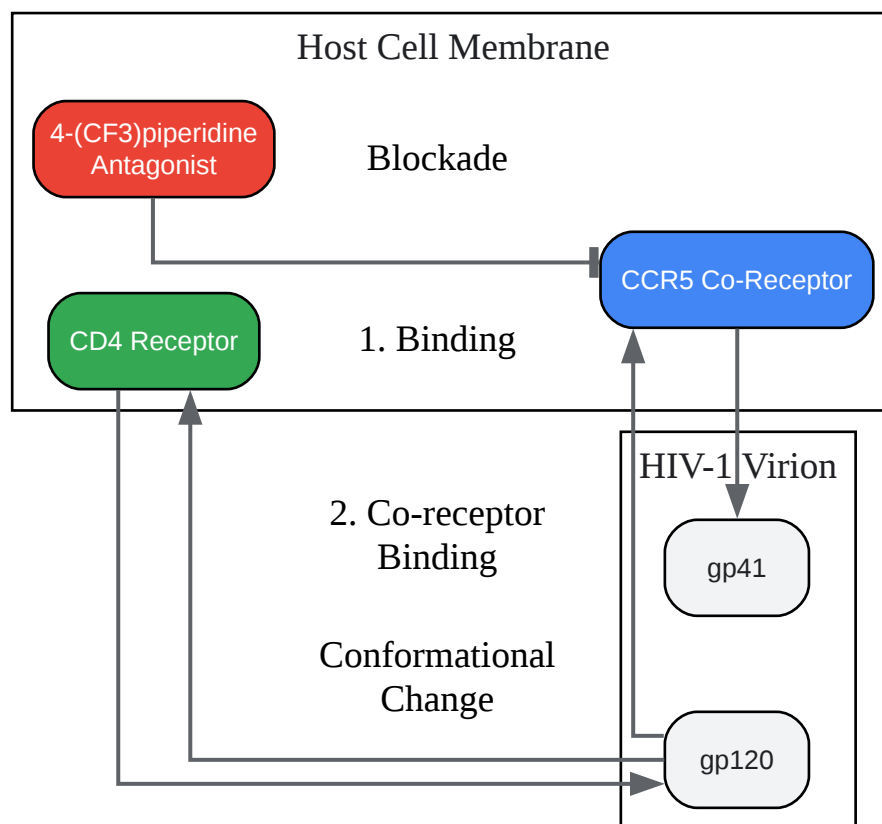 Host Cell Membrane
4-(CF3)piperidine
Antagonist
Blockade
CCR5 Co-Receptor
CD4 Receptor
1. Binding
HIV-1 Virion
2. Co-receptor
Binding
gp41
Conformational
Change
gp120